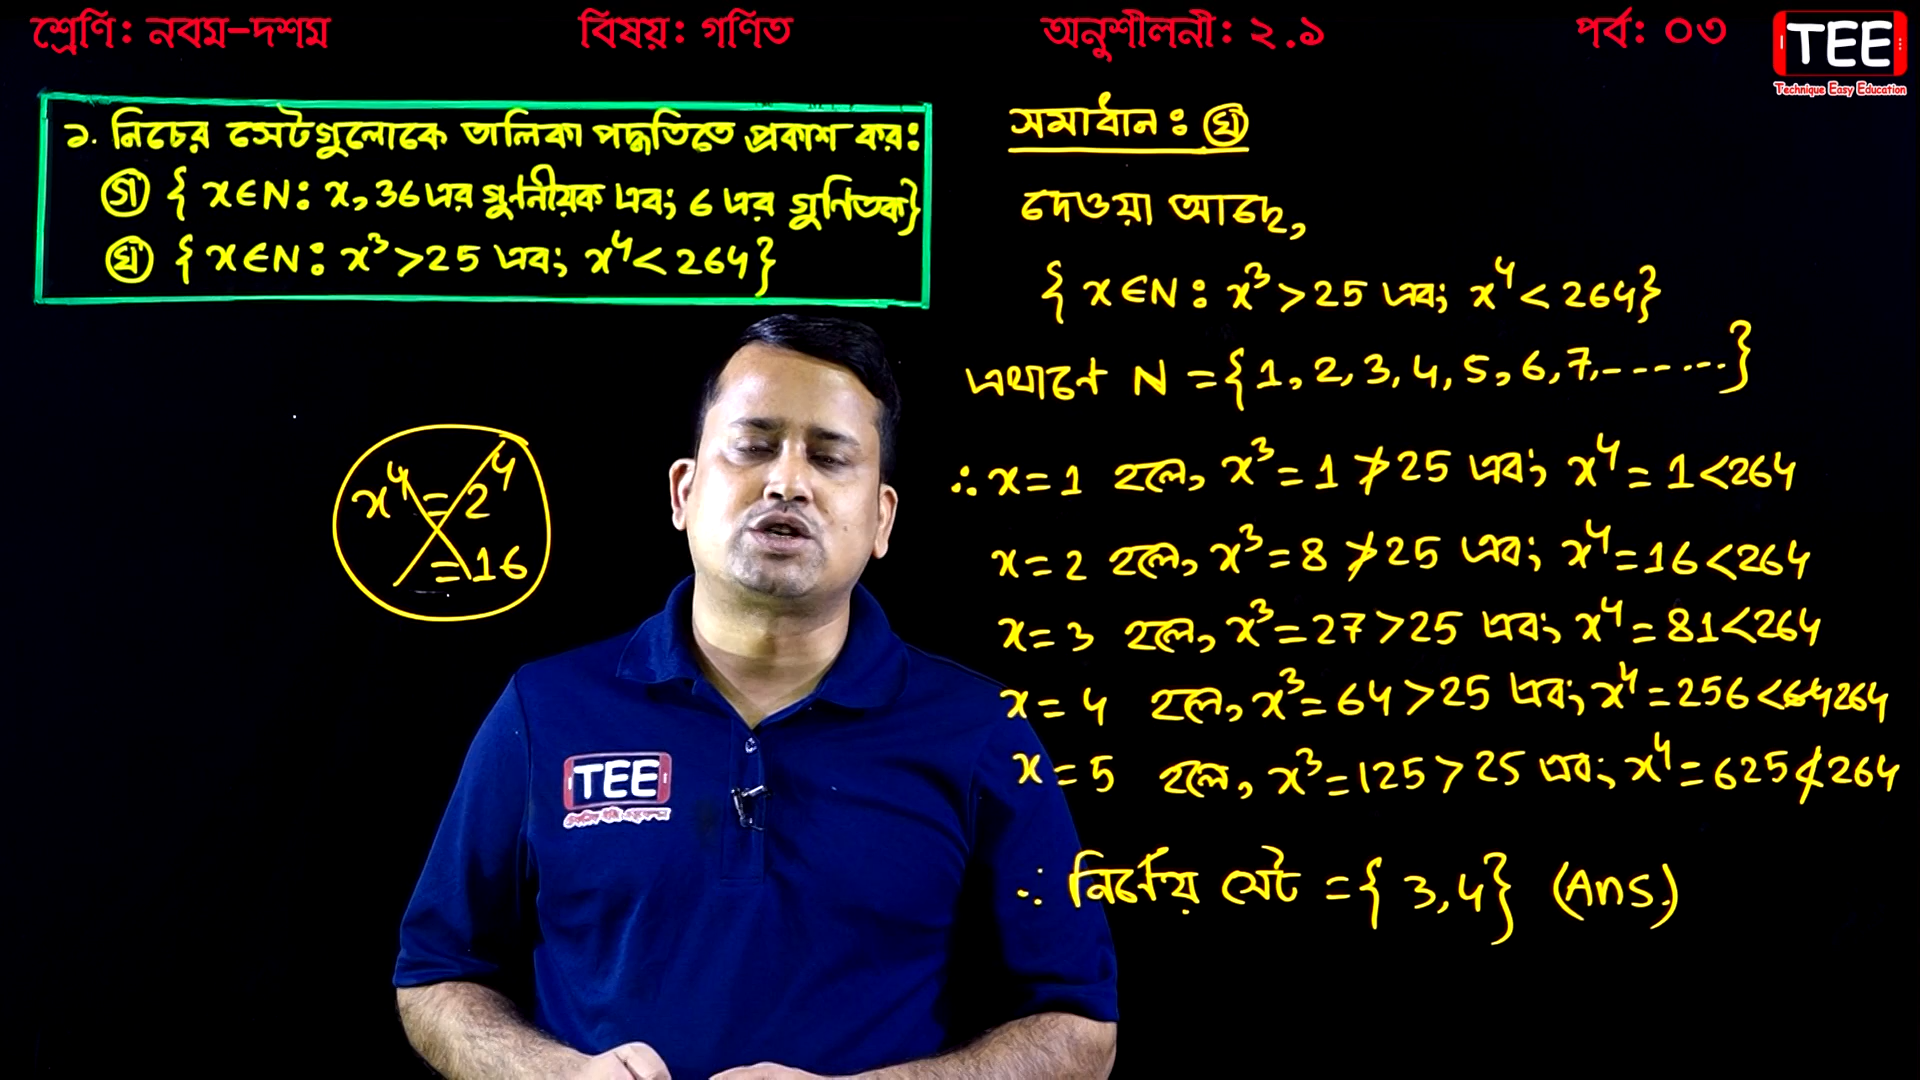 শ্রেণি: নবম-দশম বিষয়: গণিত অনুশীলনী: ২.১ পর্ব: ০৩
TEE
Technique Easy Education
১. নিচের সেটগুলোকে তালিকা পদ্ধতিতে প্রকাশ কর:
(গ) { x∈N: x, 36 এর গুণনীয়ক এবং 6 এর গুণিতক}
(ঘ) { x∈N: x³>25 এবং x⁴<264}
সমাধান: (ঘ)
দেওয়া আছে,
{ x∈N: x³>25 এবং x⁴<264}
এখানে N = {1, 2, 3, 4, 5, 6, 7,.......}
∴ x=1 হলে, x³=1≯25 এবং x⁴=1<264
x=2 হলে, x³=8≯25 এবং x⁴=16<264
x=3 হলে, x³=27>25 এবং x⁴=81<264
x=4 হলে, x³=64>25 এবং x⁴=256<264
x=5 হলে, x³=125>25 এবং x⁴=625≮264
∴ নির্ণেয় সেট = { 3,4} (Ans.)
x⁴=2⁴
=16
TEE